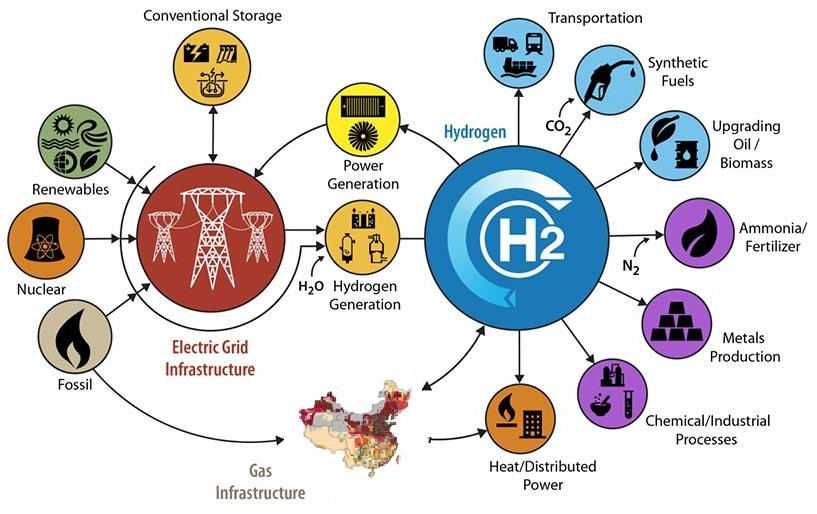 Conventional Storage
Transportation
Synthetic
Fuels
CO2
Hydrogen
Upgrading
Oil /
Biomass
Renewables
Power
Generation
H2
Ammonia/
Fertilizer
N2
Nuclear
H2O
Hydrogen
Generation
Metals
Production
Electric Grid
Infrastructure
Fossil
Chemical/Industrial
Processes
Gas
Infrastructure
Heat/Distributed
Power